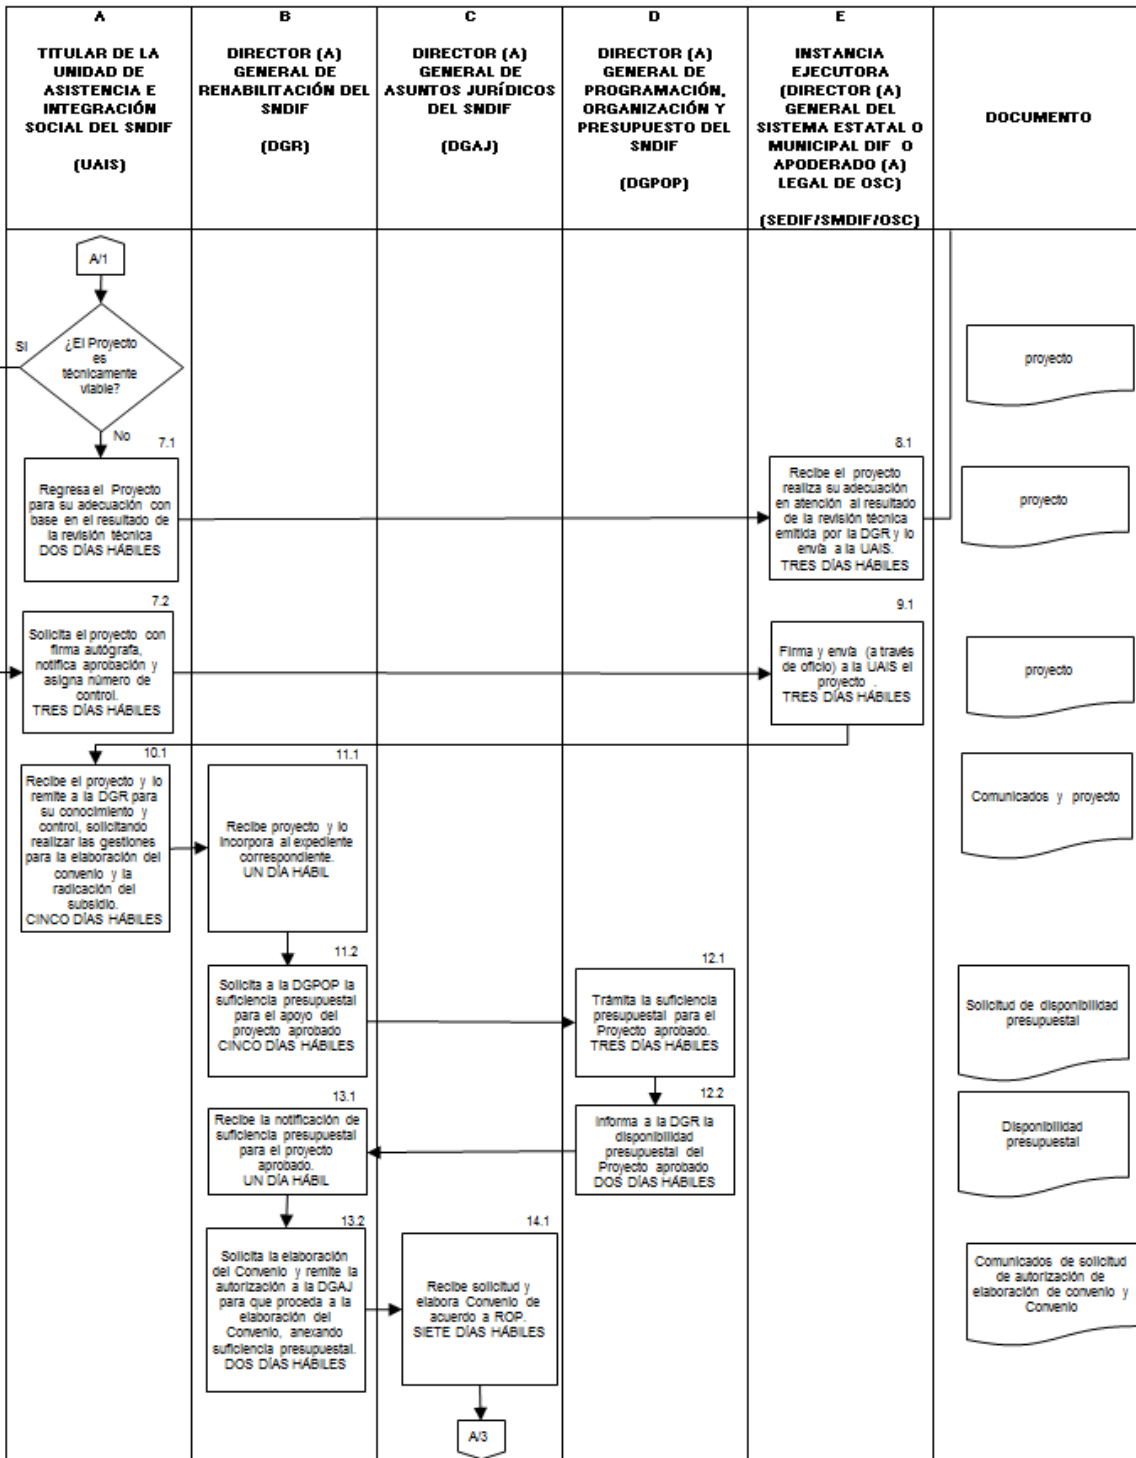 A
TITULAR DE LA
UNIDAD DE
ASISTENCIA E
INTEGRACIÓN
SOCIAL DEL SNDIF
(UAIS)
B
DIRECTOR (A)
GENERAL DE
REHABILITACIÓN DEL
SNDIF
(DGR)
C
DIRECTOR (A)
GENERAL DE
ASUNTOS JURÍDICOS
DEL SNDIF
(DGAJ)
D
DIRECTOR (A)
GENERAL DE
PROGRAMACIÓN,
ORGANIZACIÓN Y
PRESUPUESTO DEL
SNDIF
(DGPOP)
E
INSTANCIA
EJECUTORA
(DIRECTOR (A)
GENERAL DEL
SISTEMA ESTATAL O
MUNICIPAL DIF O
APODERADO (A)
LEGAL DE OSC)
(SEDIF/SMDIF/OSC)
DOCUMENTO
A/1
SI
¿El Proyecto
es
técnicamente
viable?
proyecto
No
7.1
Regresa el Proyecto
para su adecuación con
base en el resultado de
la revisión técnica
DOS DÍAS HÁBILES
8.1
Recibe el proyecto
realiza su adecuación
en atención al resultado
de la revisión técnica
emitida por la DGR y lo
envía a la UAIS.
TRES DÍAS HÁBILES
proyecto
7.2
Solicita el proyecto con
firma autógrafa,
notifica aprobación y
asigna número de
control.
TRES DÍAS HÁBILES
9.1
Firma y envía (a través
de oficio) a la UAIS el
proyecto .
TRES DÍAS HÁBILES
proyecto
10.1
Recibe el proyecto y lo
remite a la DGR para
su conocimiento y
control, solicitando
realizar las gestiones
para la elaboración del
convenio y la
radicación del
subsidio.
CINCO DÍAS HÁBILES
11.1
Recibe proyecto y lo
incorpora al expediente
correspondiente.
UN DÍA HÁBIL
Comunicados y proyecto
11.2
Solicita a la DGPOP la
suficiencia presupuestal
para el apoyo del
proyecto aprobado
CINCO DÍAS HÁBILES
12.1
Trámita la suficiencia
presupuestal para el
Proyecto aprobado.
TRES DÍAS HÁBILES
Solicitud de disponibilidad
presupuestal
13.1
Recibe la notificación de
suficiencia presupuestal
para el proyecto
aprobado.
UN DÍA HÁBIL
12.2
Informa a la DGR la
disponibilidad
presupuestal del
Proyecto aprobado
DOS DÍAS HÁBILES
Disponibilidad
presupuestal
13.2
Solicita la elaboración
del Convenio y remite la
autorización a la DGAJ
para que proceda a la
elaboración del
Convenio, anexando
suficiencia presupuestal.
DOS DÍAS HÁBILES
14.1
Recibe solicitud y
elabora Convenio de
acuerdo a ROP.
SIETE DÍAS HÁBILES
Comunicados de solicitud
de autorización de
elaboración de convenio y
Convenio
A/3